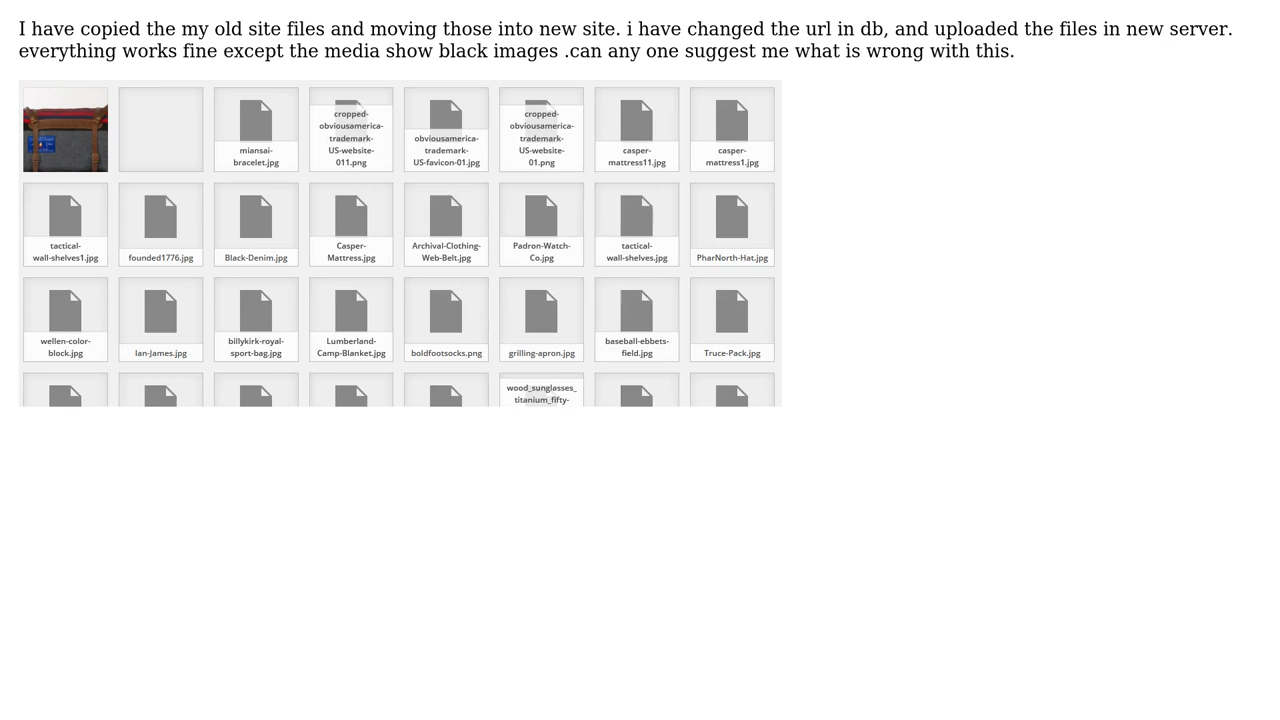 I have copied the my old site files and moving those into new site. i have changed the url in db, and uploaded the files in new server.
everything works fine except the media show black images .can any one suggest me what is wrong with this.
miansai-
bracelet.jpg
cropped-
obviousamerica-
trademark-
US-website-
011.png
obviousamerica-
trademark-
US-favicon-01.jpg
cropped-
obviousamerica-
trademark-
US-website-
01.png
casper-
mattress11.jpg
casper-
mattress1.jpg
tactical-
wall-shelves1.jpg
founded1776.jpg
Black-Denim.jpg
Casper-
Mattress.jpg
Archival-Clothing-
Web-Belt.jpg
Padron-Watch-
Co.jpg
tactical-
wall-shelves.jpg
PharNorth-Hat.jpg
wellen-color-
block.jpg
Ian-James.jpg
billykirk-royal-
sport-bag.jpg
Lumberland-
Camp-Blanket.jpg
boldfootsocks.png
grilling-apron.jpg
baseball-ebbets-
field.jpg
Truce-Pack.jpg
wood_sunglasses_
titanium_fifty-